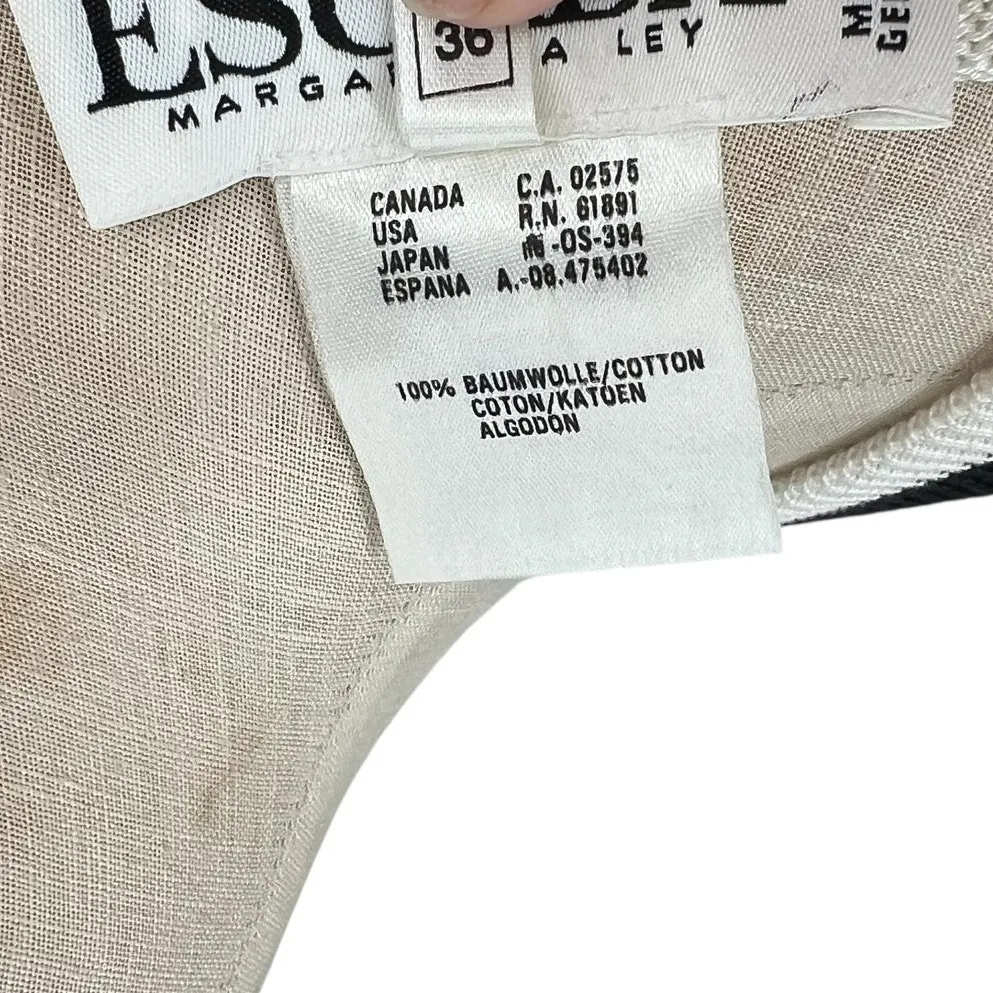 36
MARGA A LEY
CANADA C.A. 02575
USA R.N. 61891
JAPAN -OS-394
ESPANA A.-08.475402
100% BAUMWOLLE/COTTON
COTON/KATOEN
ALGODON